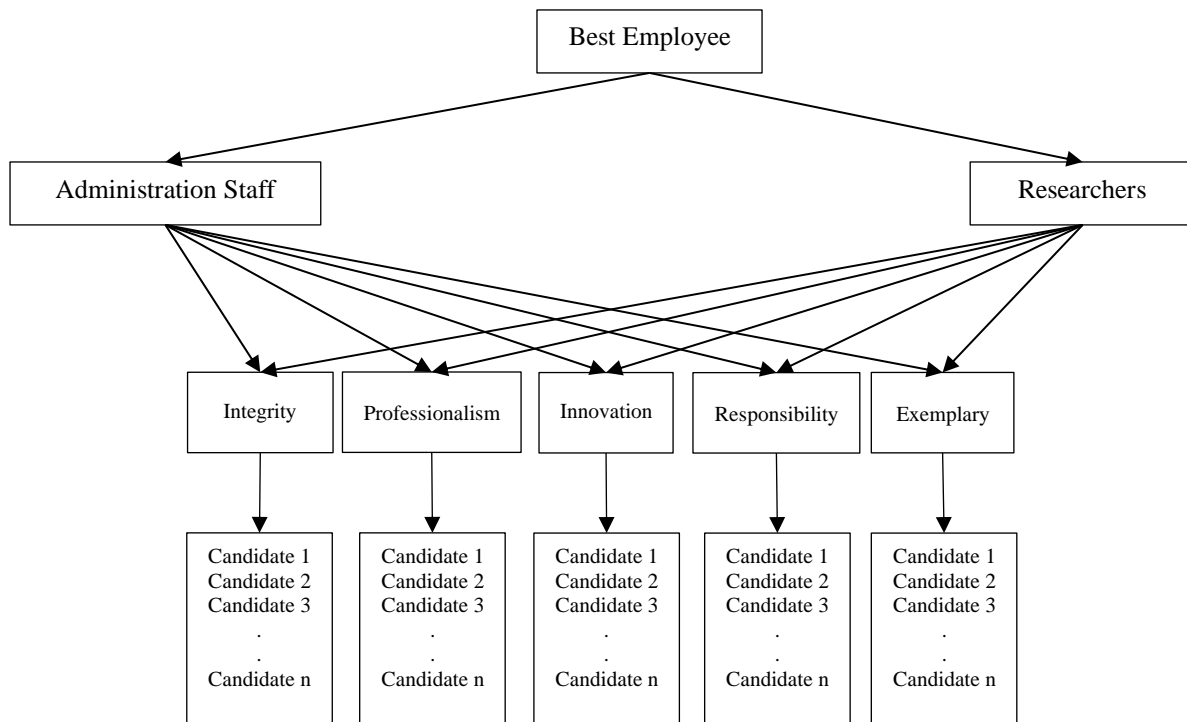 Best Employee
Administration Staff
Researchers
Integrity
Professionalism
Innovation
Responsibility
Exemplary
Candidate 1
Candidate 2
Candidate 3
.
.
Candidate n
Candidate 1
Candidate 2
Candidate 3
.
.
Candidate n
Candidate 1
Candidate 2
Candidate 3
.
.
Candidate n
Candidate 1
Candidate 2
Candidate 3
.
.
Candidate n
Candidate 1
Candidate 2
Candidate 3
.
.
Candidate n